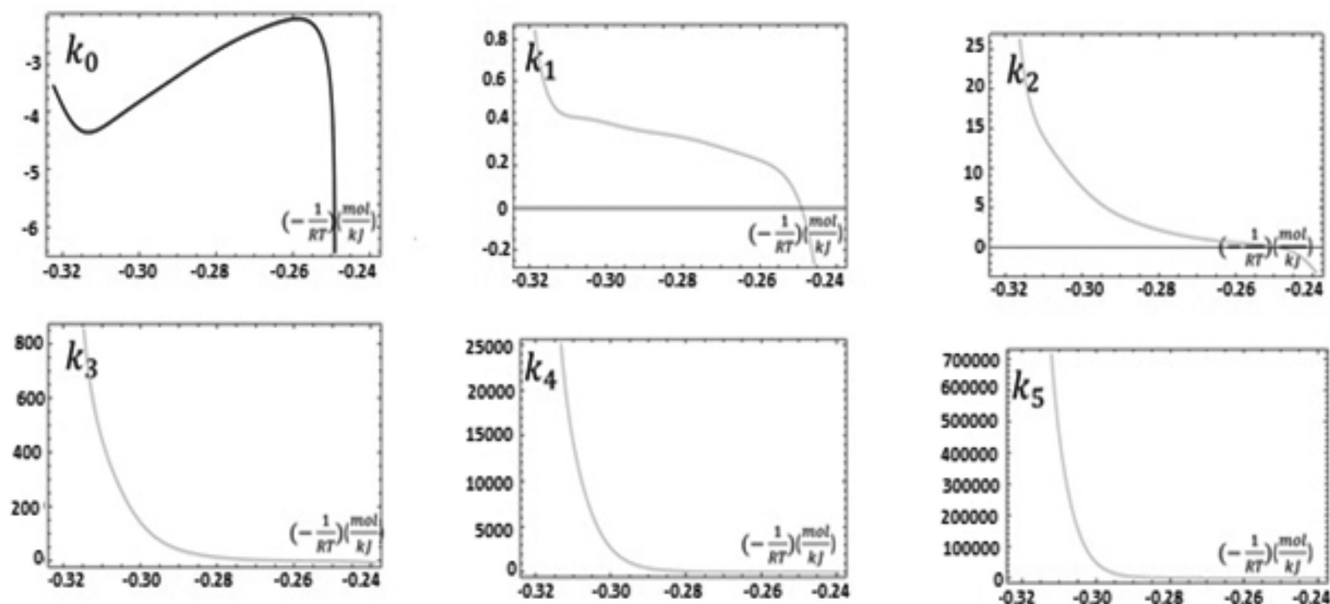 k₀
-3
-4
-5
-6
(-1/RT)(mol/kJ)
-0.32 -0.30 -0.28 -0.26 -0.24
k₁
0.8
0.6
0.4
0.2
0
-0.2
(-1/RT)(mol/kJ)
-0.32 -0.30 -0.28 -0.26 -0.24
k₂
25
20
15
10
5
0
(-1/RT)(mol/kJ)
-0.32 -0.30 -0.28 -0.26 -0.24
k₃
800
600
400
200
0
(-1/RT)(mol/kJ
-0.32 -0.30 -0.28 -0.26 -0.24
k₄
25000
20000
15000
10000
5000
0
(-1/RT)(mol/kJ)
-0.32 -0.30 -0.28 -0.26 -0.24
k₅
700000
600000
500000
400000
300000
200000
100000
0
(-1/RT)(mol/kJ)
-0.32 -0.30 -0.28 -0.26 -0.24